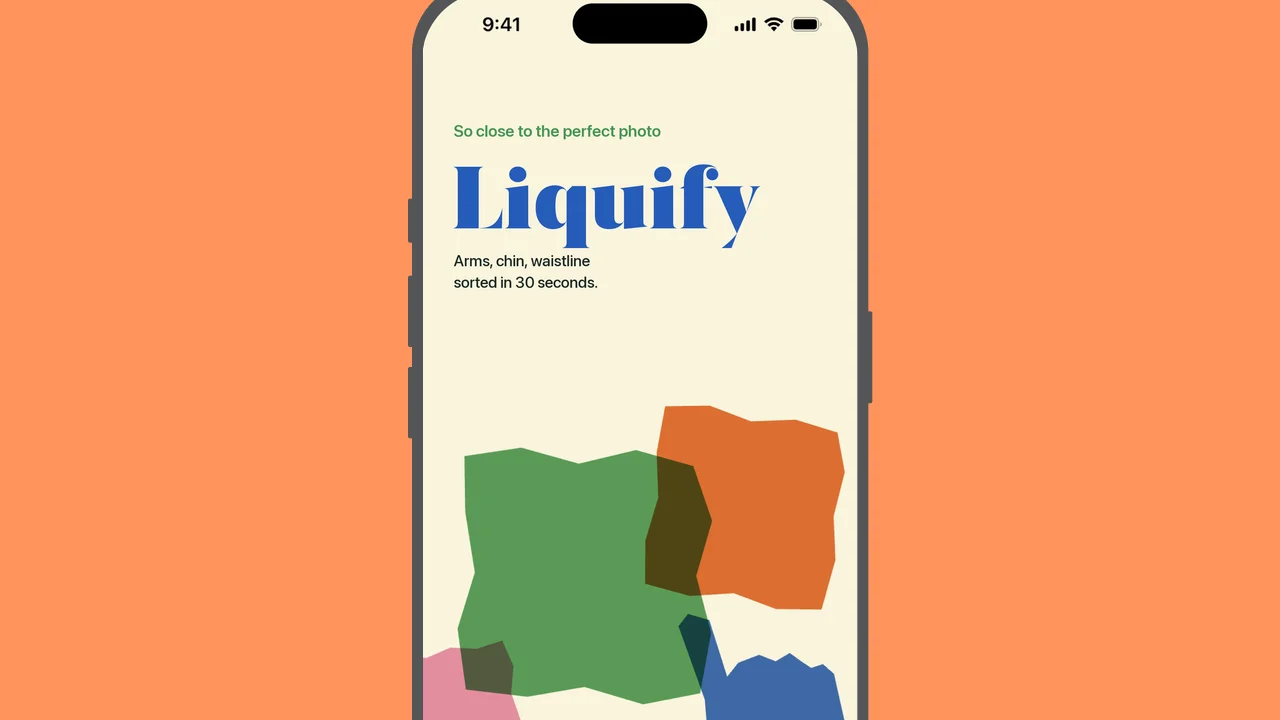 9:41
So close to the perfect photo
Liquify
Arms, chin, waistline
sorted in 30 seconds.